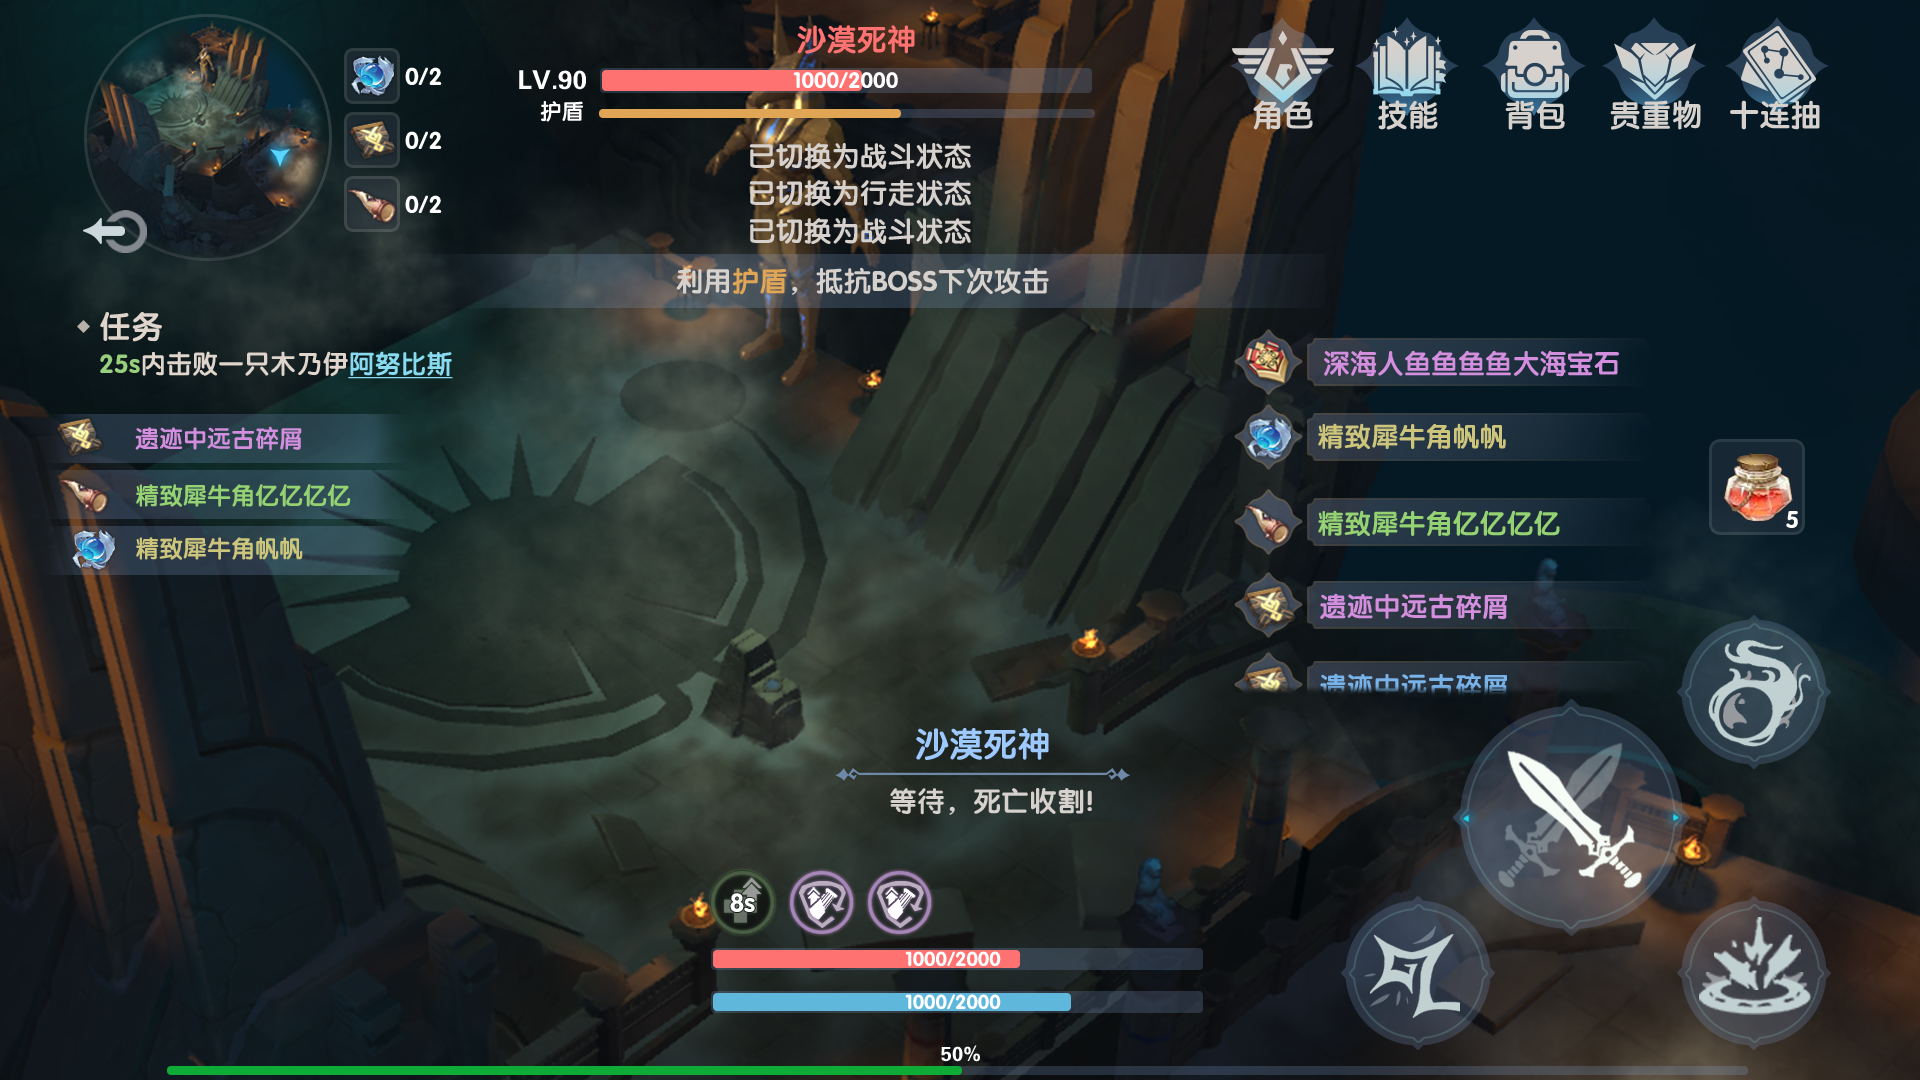 沙漠死神
LV.90
1000/2000
护盾
0/2
0/2
0/2
角色
技能
背包
贵重物
十连抽
已切换为战斗状态
已切换为行走状态
已切换为战斗状态
利用护盾，抵抗BOSS下次攻击
任务
25s内击败一只木乃伊阿努比斯
遗迹中远古碎屑
精致犀牛角亿亿亿亿
精致犀牛角帆帆
深海人鱼鱼鱼鱼大海宝石
精致犀牛角帆帆
精致犀牛角亿亿亿亿
遗迹中远古碎屑
遗迹中远古碎屑
5
沙漠死神
等待，死亡收割!
8s
1000/2000
1000/2000
50%